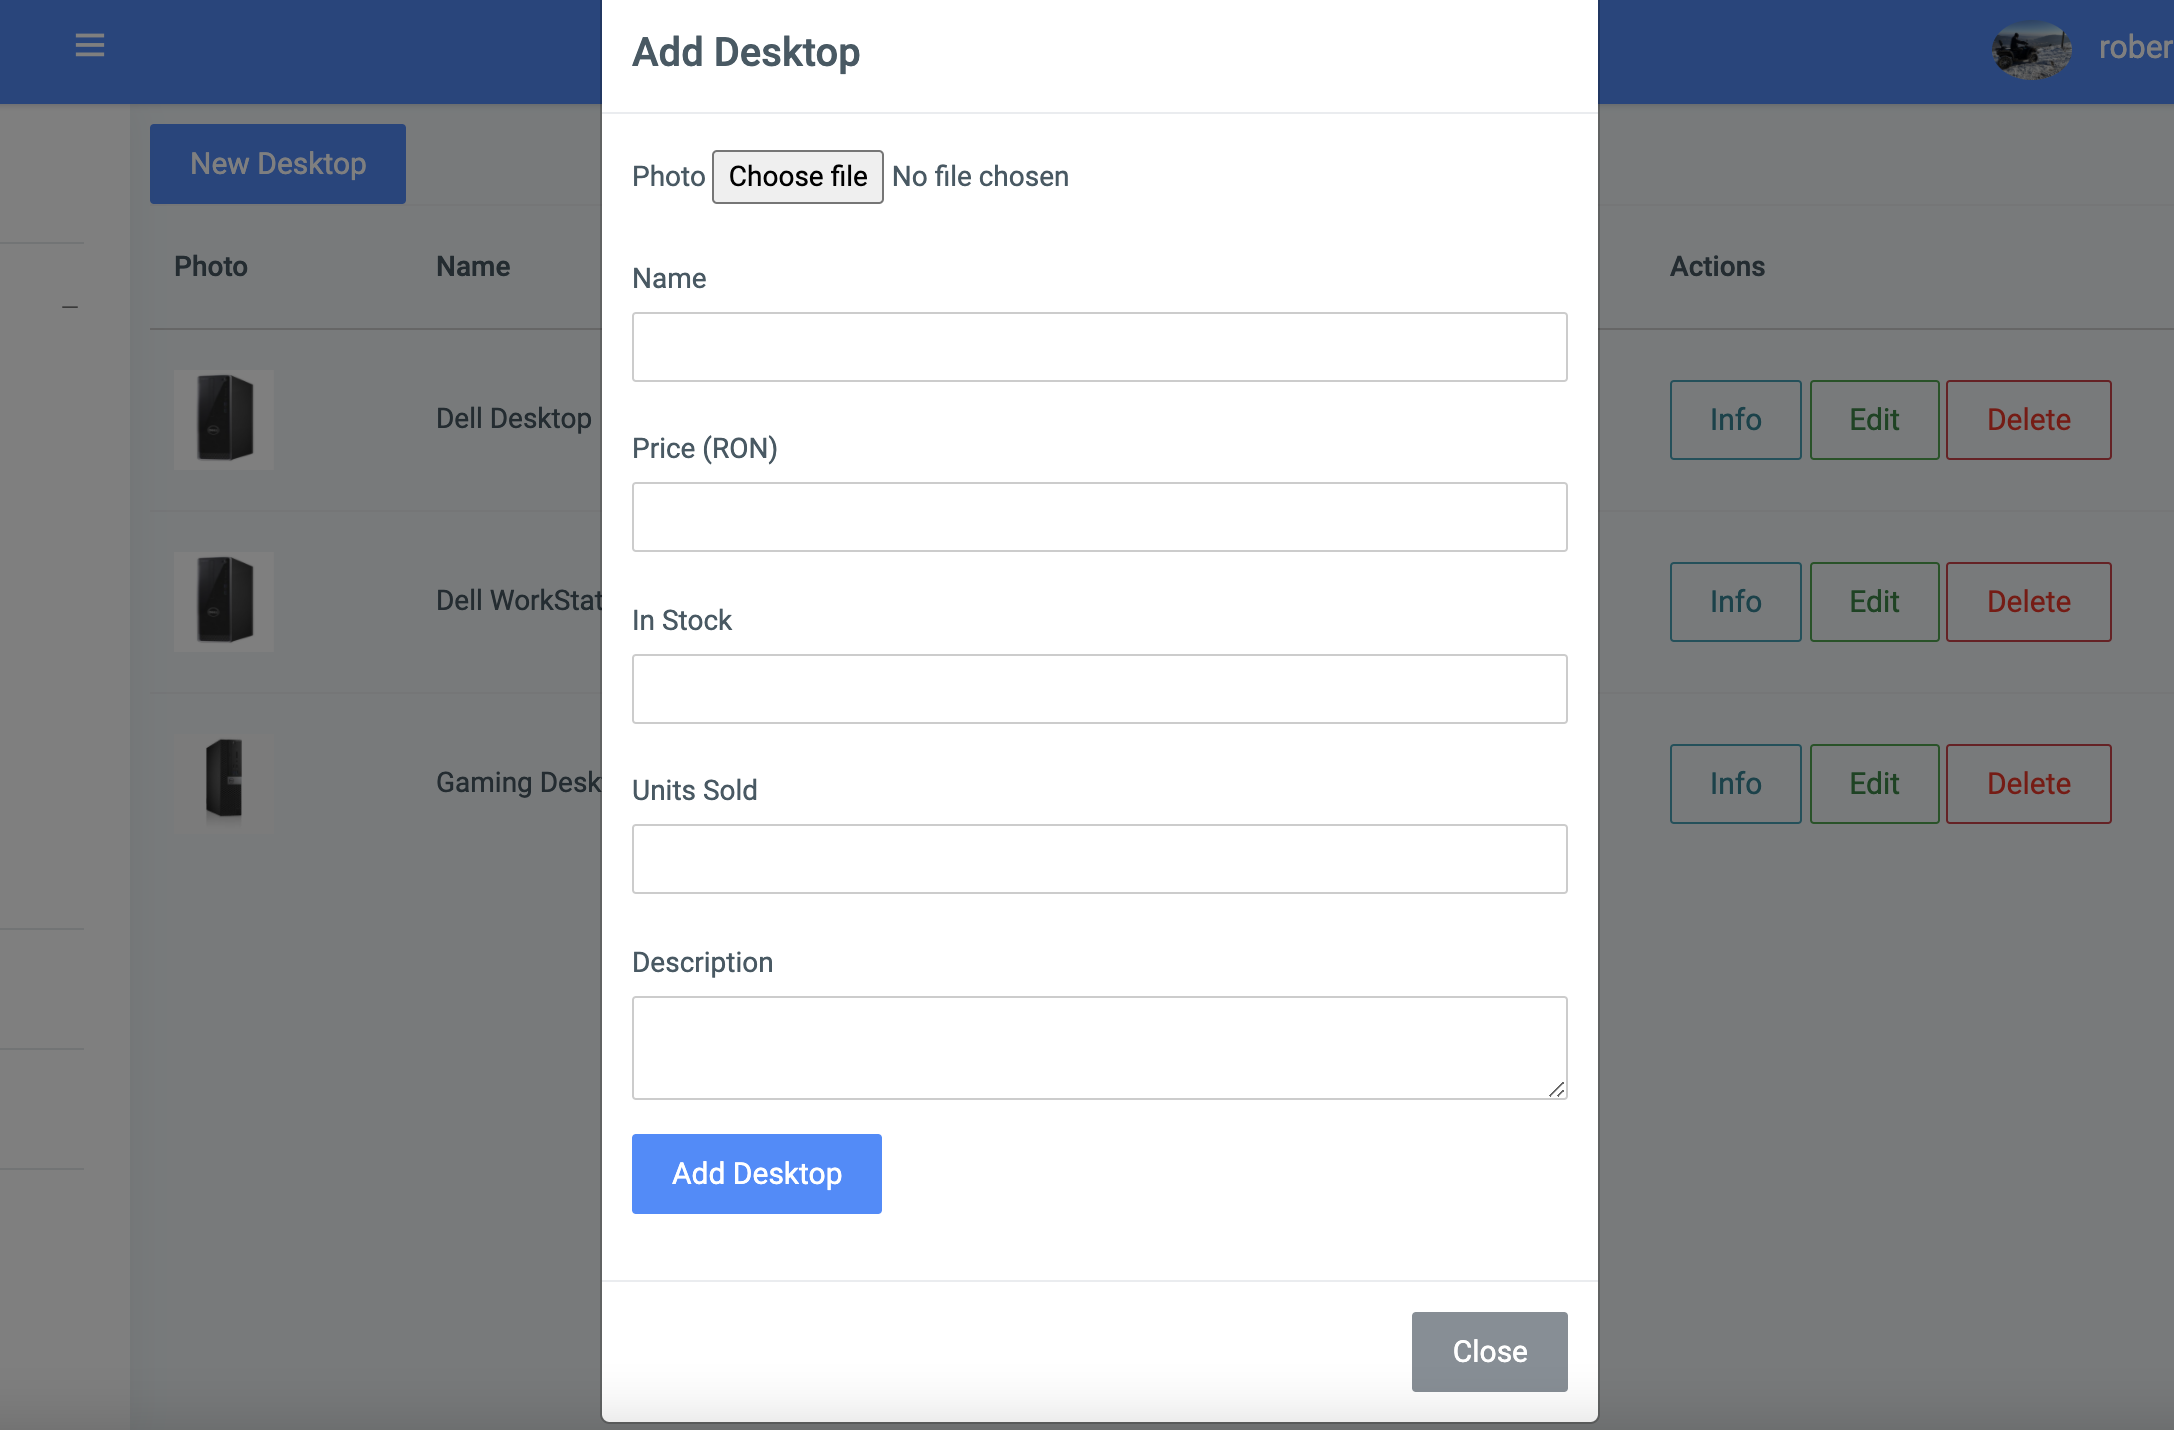 Add Desktop
rober
New Desktop
Photo Choose file No file chosen
Photo Name Actions
Name
Dell Desktop Info Edit Delete
Price (RON)
Dell WorkStat Info Edit Delete
In Stock
Gaming Desk Info Edit Delete
Units Sold
Description
Add Desktop
Close